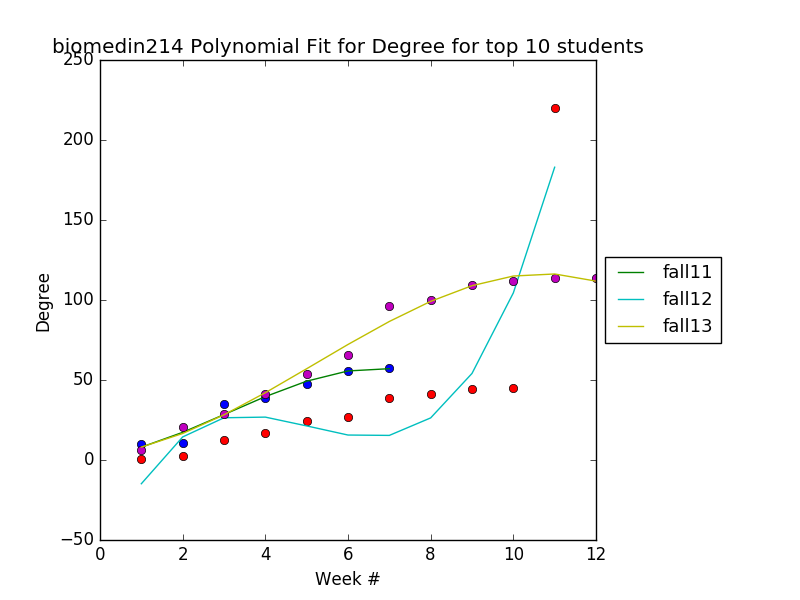 biomedin214 Polynomial Fit for Degree for top 10 students
250
200
150
100
50
0
−50
Degree
0 2 4 6 8 10 12
Week #
fall11
fall12
fall13